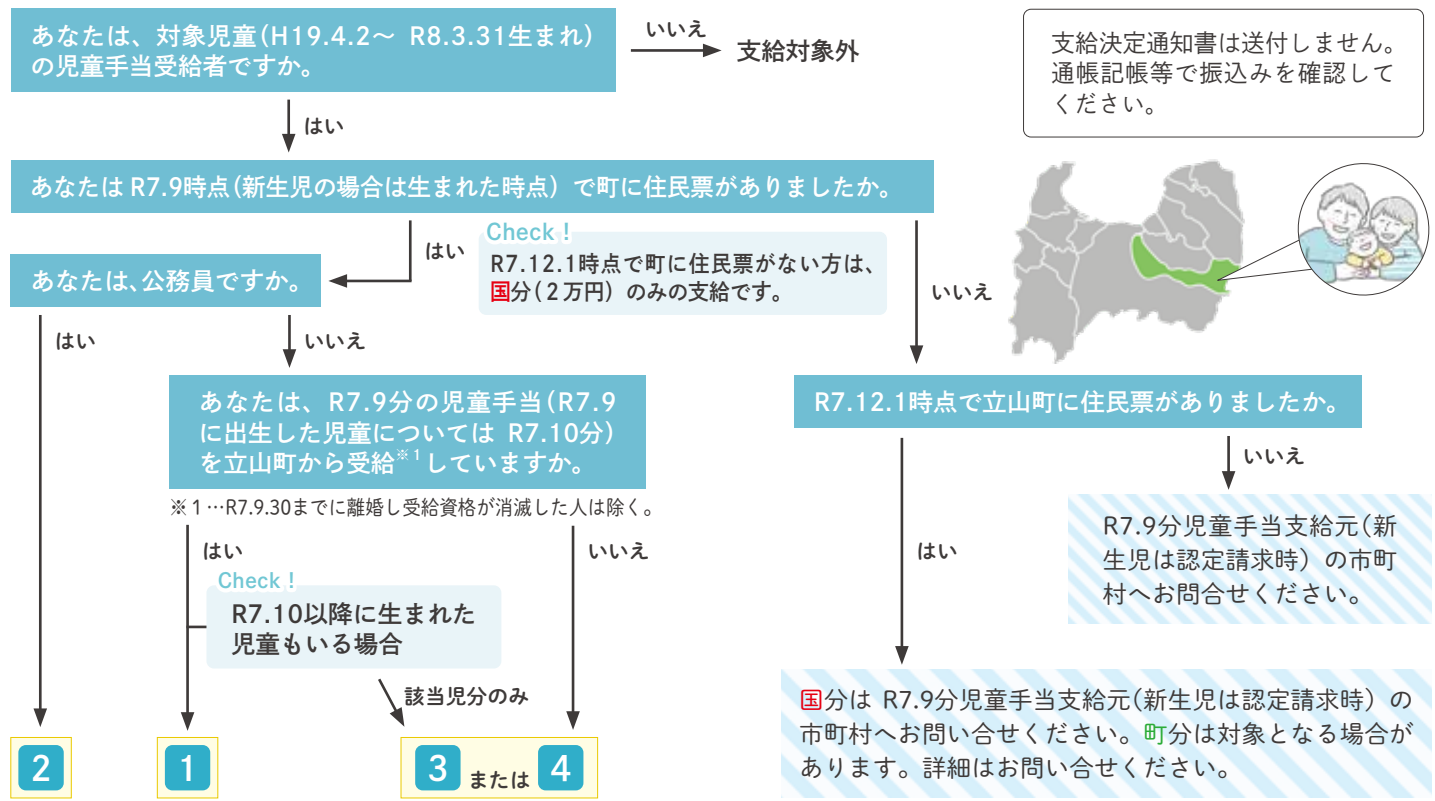 あなたは、対象児童(H19.4.2～ R8.3.31生まれ)
の児童手当受給者ですか。
いいえ
支給対象外
支給決定通知書は送付しません。
通帳記帳等で振込みを確認して
ください。
はい
あなたは R7.9時点(新生児の場合は生まれた時点) で町に住民票がありましたか。
はい
Check !
R7.12.1時点で町に住民票がない方は、
国分(２万円) のみの支給です。
いいえ
あなたは、公務員ですか。
はい
いいえ
あなたは、R7.9分の児童手当(R7.9
に出生した児童については R7.10分)
を立山町から受給※1していますか。
※１…R7.9.30までに離婚し受給資格が消滅した人は除く。
はい
いいえ
Check !
R7.10以降に生まれた
児童もいる場合
該当児分のみ
R7.12.1時点で立山町に住民票がありましたか。
いいえ
はい
R7.9分児童手当支給元(新
生児は認定請求時) の市町
村へお問合せください。
国分は R7.9分児童手当支給元(新生児は認定請求時) の
市町村へお問い合せください。町分は対象となる場合が
あります。詳細はお問い合せください。
2
1
3 または 4